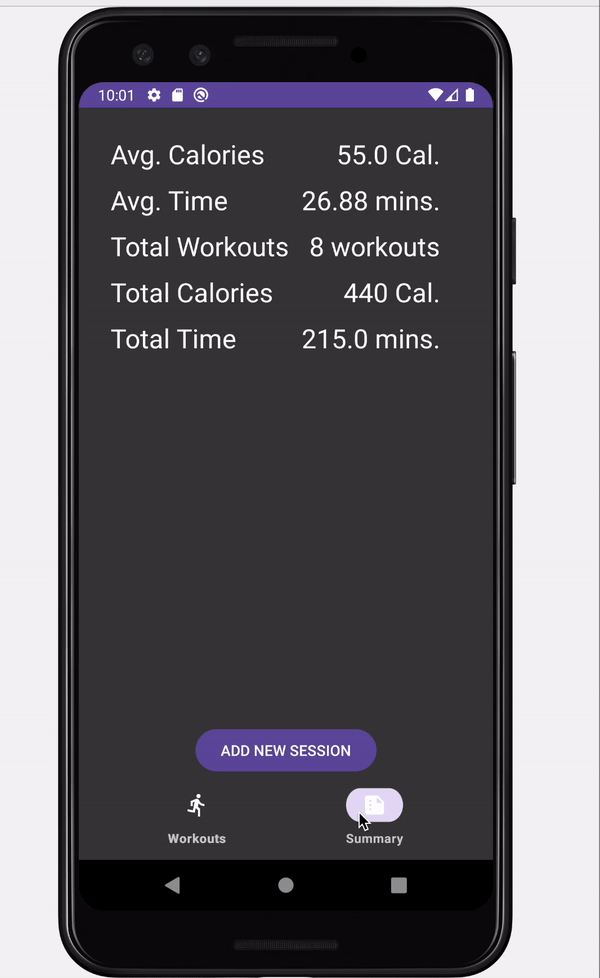 10:01
Avg. Calories 55.0 Cal.
Avg. Time 26.88 mins.
Total Workouts 8 workouts
Total Calories 440 Cal.
Total Time 215.0 mins.
ADD NEW SESSION
Workouts Summary